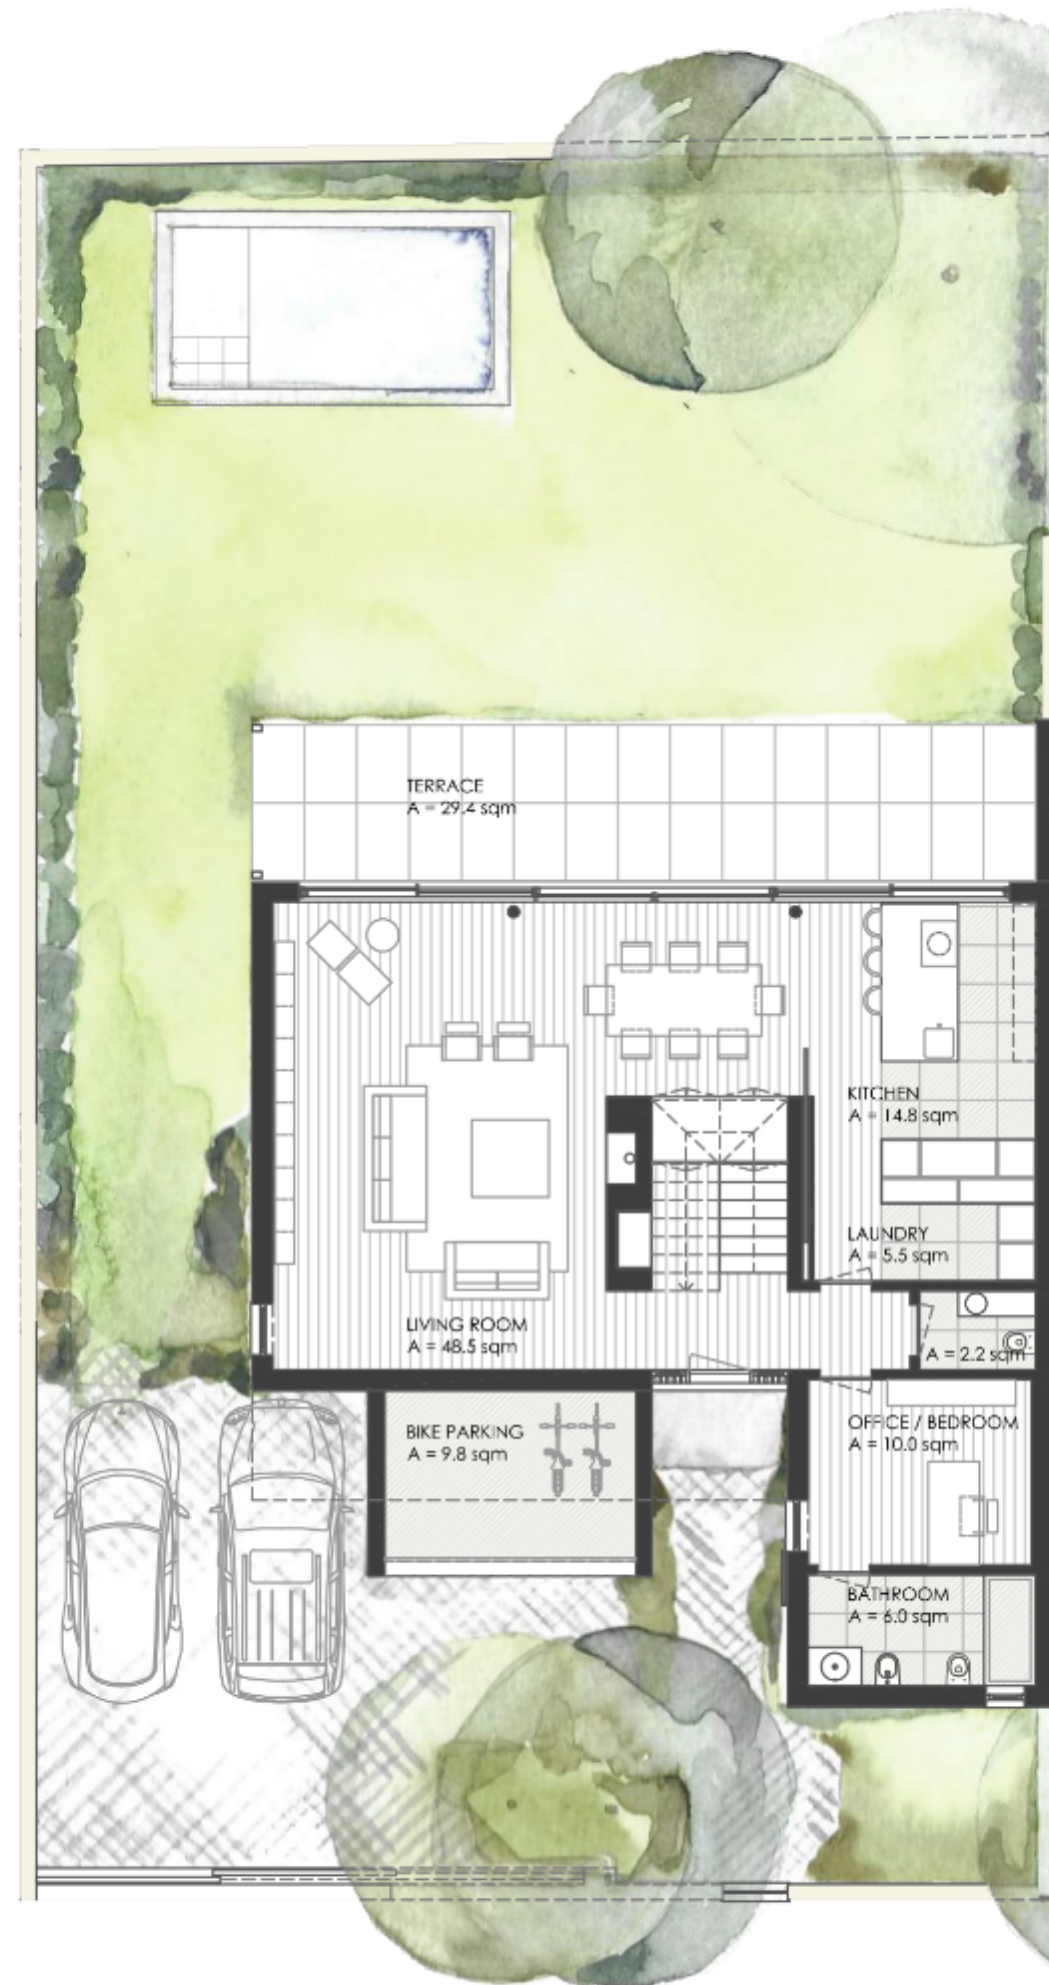 TERRACE
A = 29.4 sqm
KITCHEN
A = 14.8 sqm
LAUNDRY
A = 5.5 sqm
LIVING ROOM
A = 48.5 sqm
A = 2.2 sqm
BIKE PARKING
A = 9.8 sqm
OFFICE / BEDROOM
A = 10.0 sqm
BATHROOM
A = 6.0 sqm